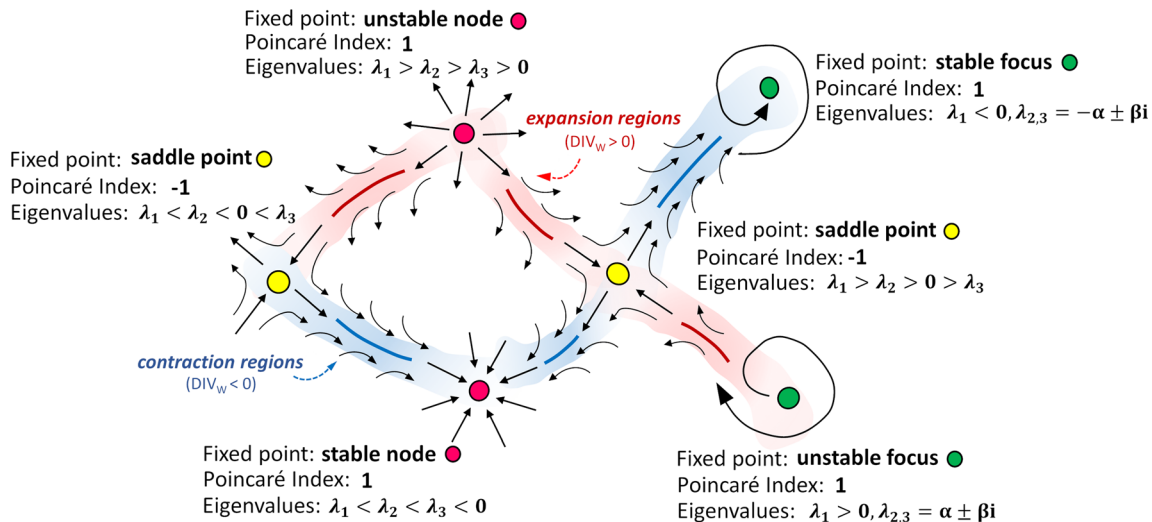 Fixed point: unstable node
Poincaré Index: 1
Eigenvalues: λ₁ > λ₂ > λ₃ > 0
Fixed point: stable focus
Poincaré Index: 1
Eigenvalues: λ₁ < 0, λ₂,₃ = −α ± βi
expansion regions
(DIV_W > 0)
Fixed point: saddle point
Poincaré Index: -1
Eigenvalues: λ₁ < λ₂ < 0 < λ₃
Fixed point: saddle point
Poincaré Index: -1
Eigenvalues: λ₁ > λ₂ > 0 > λ₃
contraction regions
(DIV_W < 0)
Fixed point: stable node
Poincaré Index: 1
Eigenvalues: λ₁ < λ₂ < λ₃ < 0
Fixed point: unstable focus
Poincaré Index: 1
Eigenvalues: λ₁ > 0, λ₂,₃ = α ± βi